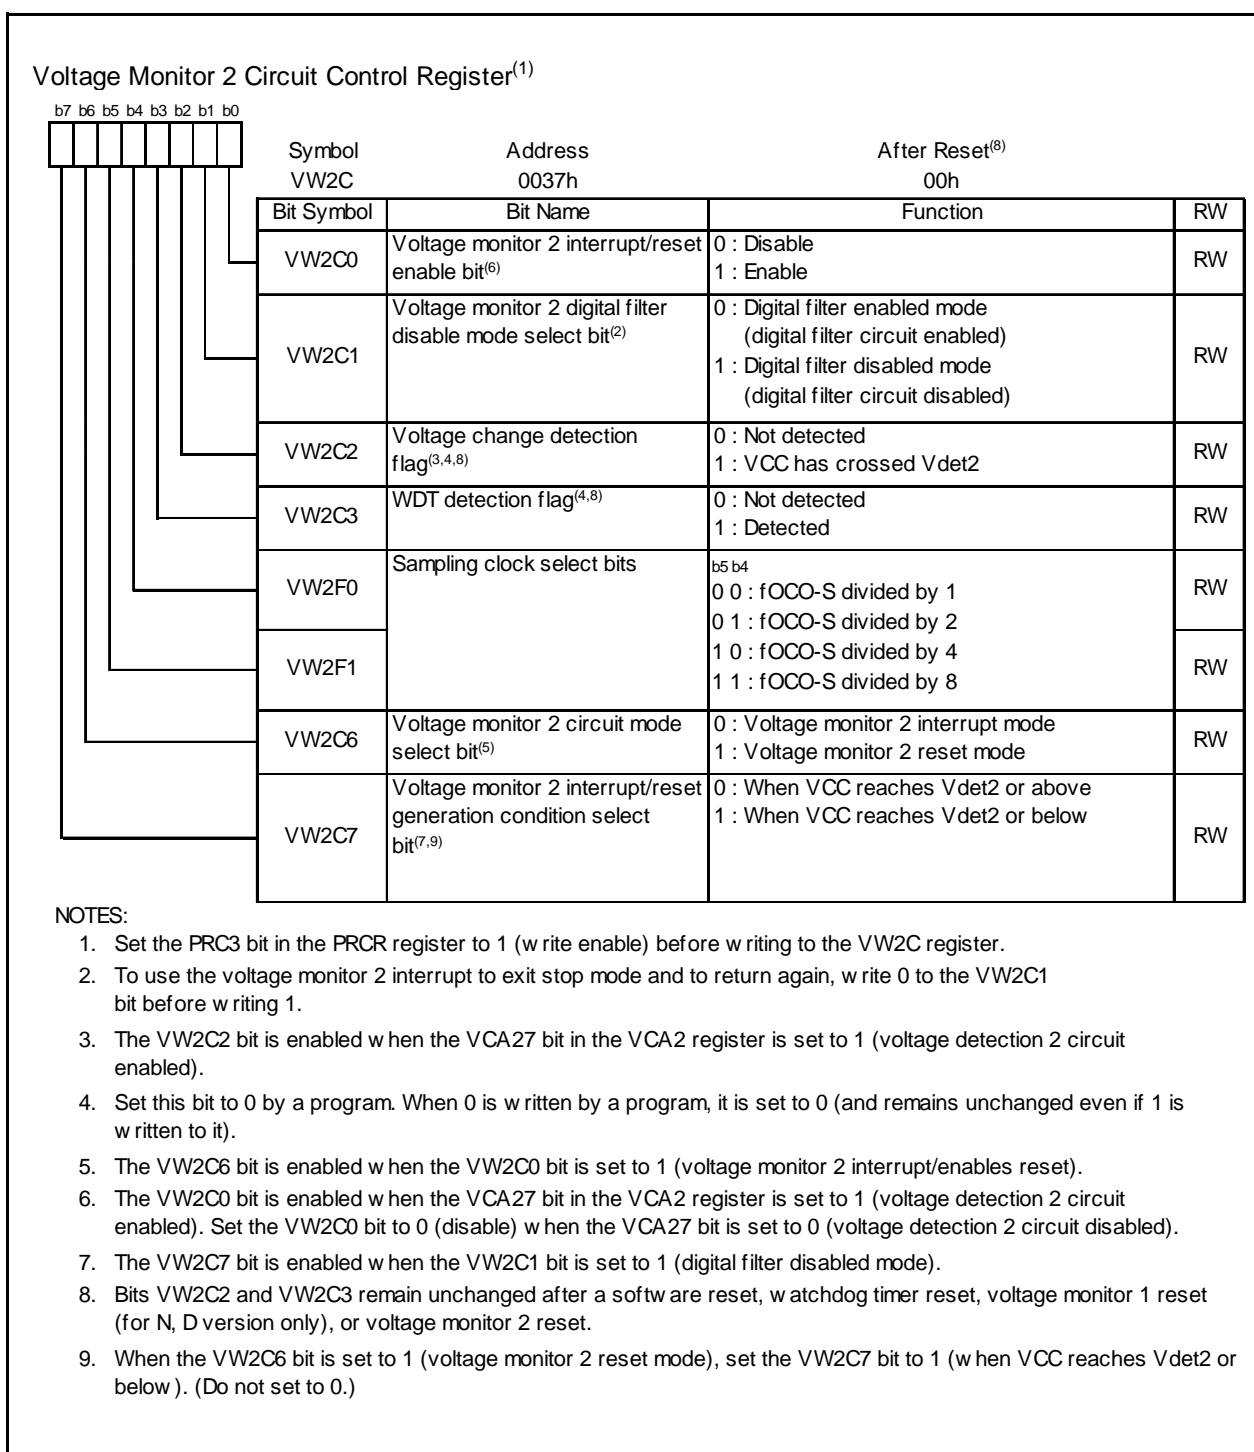 Voltage Monitor 2 Circuit Control Register(1)
b7 b6 b5 b4 b3 b2 b1 b0
Symbol Address After Reset(8)
VW2C 0037h 00h
Bit Symbol Bit Name Function RW
VW2C0 Voltage monitor 2 interrupt/reset 0 : Disable RW
enable bit(6) 1 : Enable
VW2C1 Voltage monitor 2 digital filter 0 : Digital filter enabled mode RW
disable mode select bit(2) (digital filter circuit enabled)
1 : Digital filter disabled mode
(digital filter circuit disabled)
VW2C2 Voltage change detection 0 : Not detected RW
flag(3,4,8) 1 : VCC has crossed Vdet2
VW2C3 WDT detection flag(4,8) 0 : Not detected RW
1 : Detected
VW2F0 Sampling clock select bits b5 b4 RW
0 0 : fOCO-S divided by 1
0 1 : fOCO-S divided by 2
VW2F1 1 0 : fOCO-S divided by 4 RW
1 1 : fOCO-S divided by 8
VW2C6 Voltage monitor 2 circuit mode 0 : Voltage monitor 2 interrupt mode RW
select bit(5) 1 : Voltage monitor 2 reset mode
VW2C7 Voltage monitor 2 interrupt/reset 0 : When VCC reaches Vdet2 or above RW
generation condition select 1 : When VCC reaches Vdet2 or below
bit(7,9)
NOTES:
1. Set the PRC3 bit in the PRCR register to 1 (write enable) before writing to the VW2C register.
2. To use the voltage monitor 2 interrupt to exit stop mode and to return again, write 0 to the VW2C1
bit before writing 1.
3. The VW2C2 bit is enabled when the VCA27 bit in the VCA2 register is set to 1 (voltage detection 2 circuit
enabled).
4. Set this bit to 0 by a program. When 0 is written by a program, it is set to 0 (and remains unchanged even if 1 is
written to it).
5. The VW2C6 bit is enabled when the VW2C0 bit is set to 1 (voltage monitor 2 interrupt/enables reset).
6. The VW2C0 bit is enabled when the VCA27 bit in the VCA2 register is set to 1 (voltage detection 2 circuit
enabled). Set the VW2C0 bit to 0 (disable) when the VCA27 bit is set to 0 (voltage detection 2 circuit disabled).
7. The VW2C7 bit is enabled when the VW2C1 bit is set to 1 (digital filter disabled mode).
8. Bits VW2C2 and VW2C3 remain unchanged after a software reset, watchdog timer reset, voltage monitor 1 reset
(for N, D version only), or voltage monitor 2 reset.
9. When the VW2C6 bit is set to 1 (voltage monitor 2 reset mode), set the VW2C7 bit to 1 (when VCC reaches Vdet2 or
below). (Do not set to 0.)